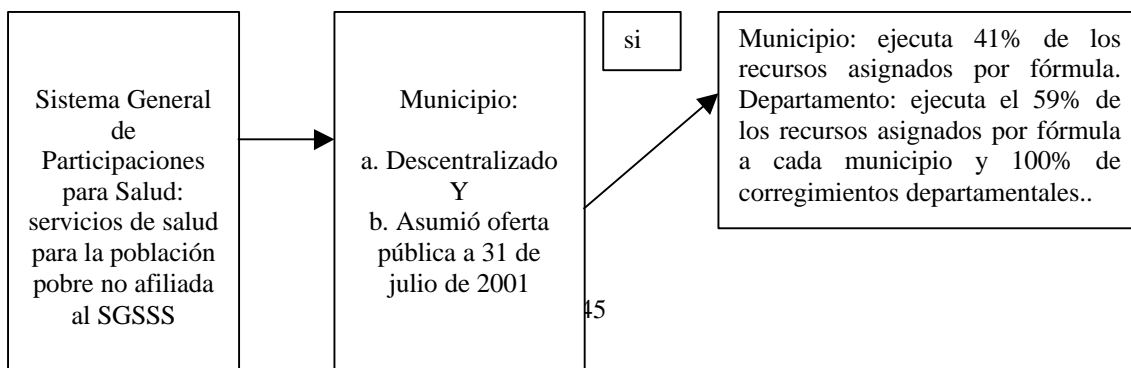 Sistema General
de
Participaciones
para Salud:
servicios de salud
para la población
pobre no afiliada
al SGSSS
Municipio:
a. Descentralizado
Y
b. Asumió oferta
pública a 31 de
julio de 2001
si
Municipio: ejecuta 41% de los
recursos asignados por fórmula.
Departamento: ejecuta el 59% de
los recursos asignados por fórmula
a cada municipio y 100% de
corregimientos departamentales..
45